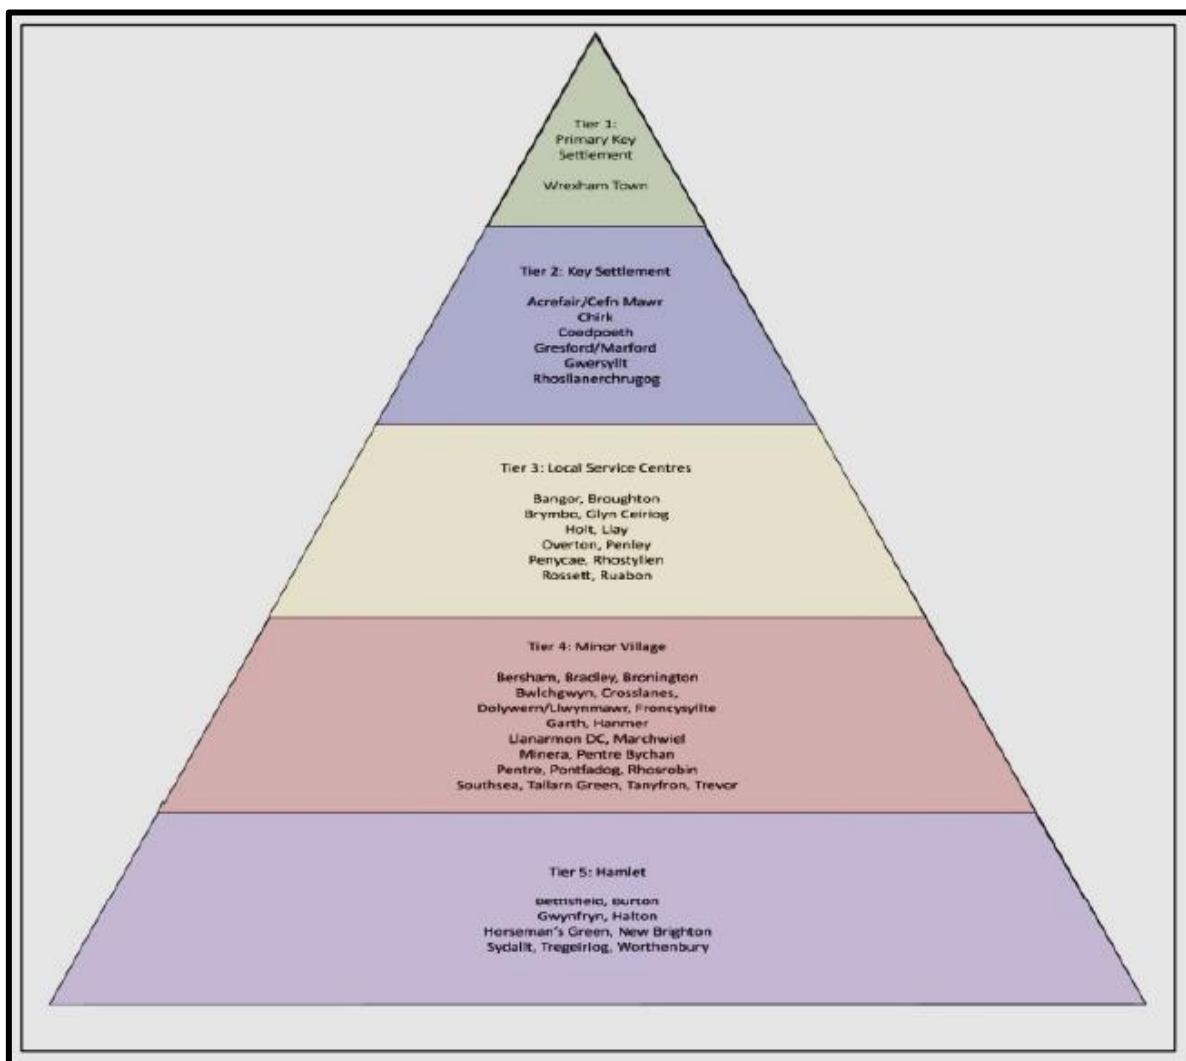 Tier 1:
Primary Key
Settlement
Wrexham Town
Tier 2: Key Settlement
Acrefair/Cefn Mawr
Chirk
Coedpoeth
Gresford/Marford
Gwersyllt
Rhosllanerchrugog
Tier 3: Local Service Centres
Bangor, Broughton
Brymbo, Glyn Ceiriog
Holt, Llay
Overton, Penley
Penycae, Rhostyllen
Rossett, Ruabon
Tier 4: Minor Village
Bersham, Bradley, Bronington
Bwlchgwyn, Crosslanes,
Dolywern/Llwynmawr, Froncysyllte
Garth, Hanmer
Llanarmon DC, Marchwiel
Minera, Pentre Bychan
Pentre, Pontfadog, Rhosrobin
Southsea, Tallarn Green, Tanyfron, Trevor
Tier 5: Hamlet
Bettisfield, Burton
Gwynfryn, Halton
Horseman's Green, New Brighton
Sydallt, Tregeiriog, Worthenbury